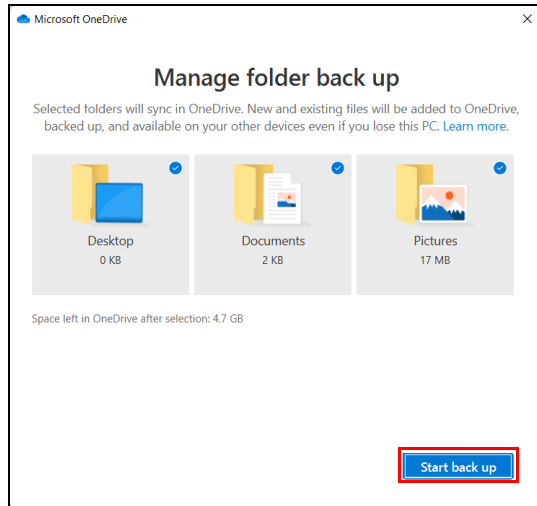 Microsoft OneDrive
Manage folder back up
Selected folders will sync in OneDrive. New and existing files will be added to OneDrive,
backed up, and available on your other devices even if you lose this PC. Learn more.
Desktop
0 KB
Documents
2 KB
Pictures
17 MB
Space left in OneDrive after selection: 4.7 GB
Start back up